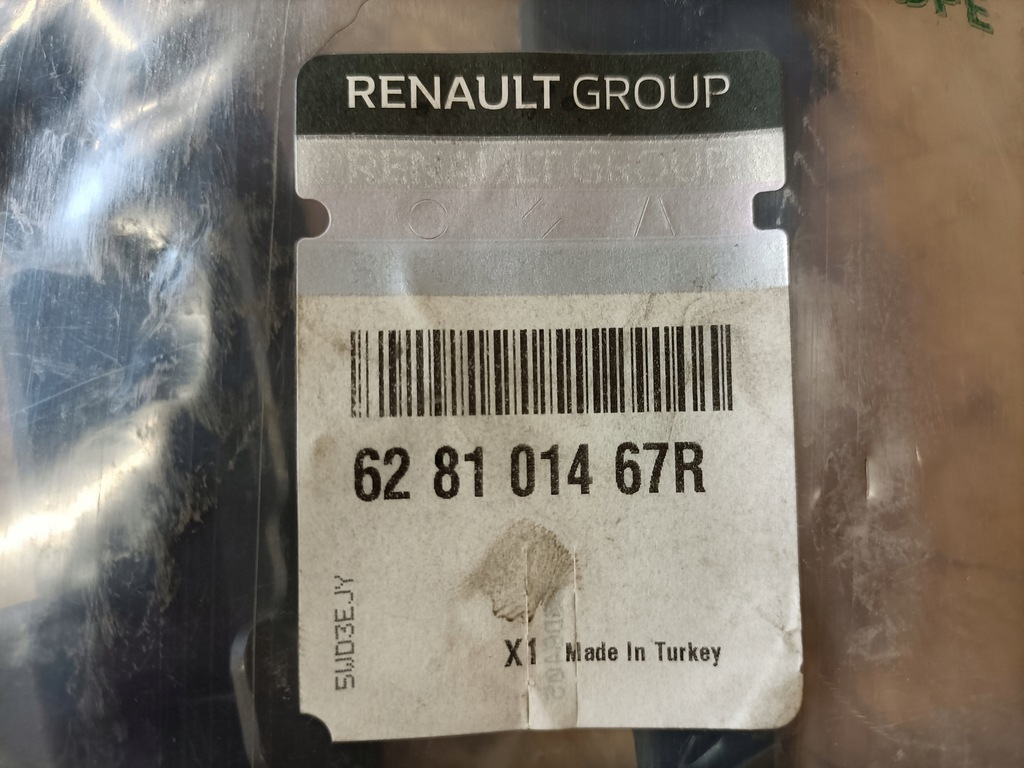 RENAULT GROUP
RENAULT GROUP
62 81 014 67R
5WD3EJY
X1 Made In Turkey